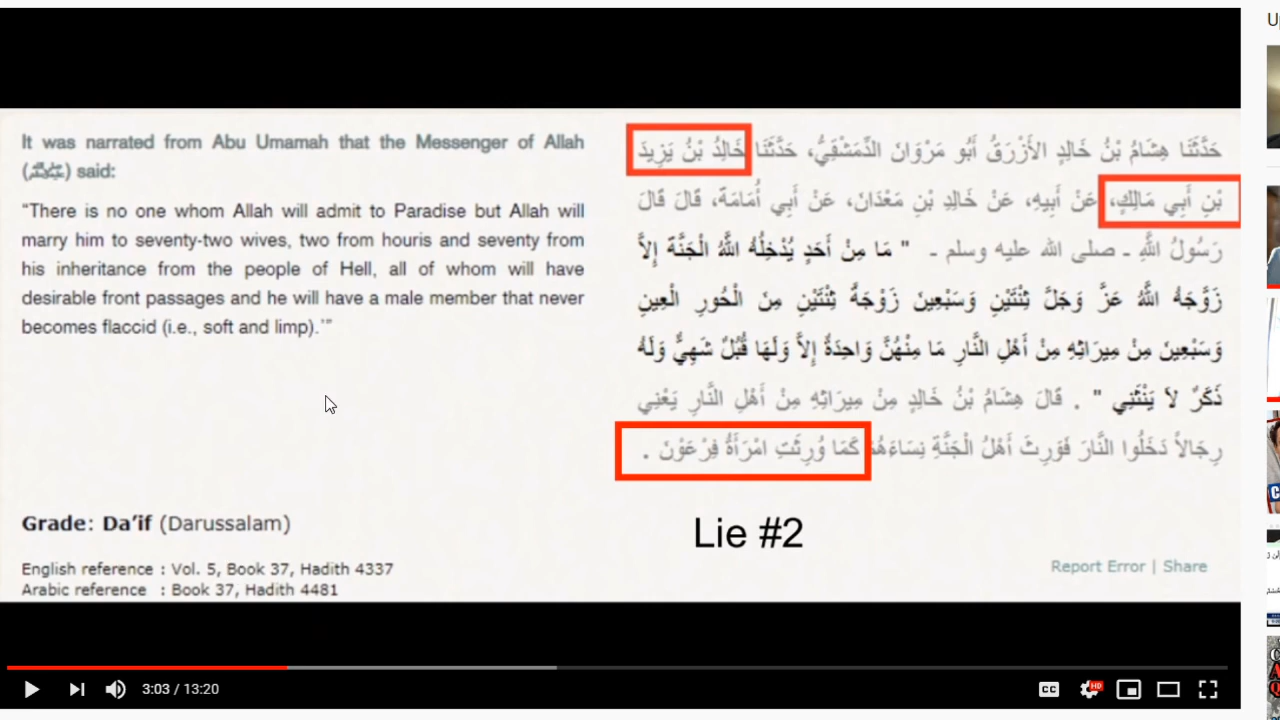 It was narrated from Abu Umamah that the Messenger of Allah
(ﷺ) said:
“There is no one whom Allah will admit to Paradise but Allah will
marry him to seventy-two wives, two from houris and seventy from
his inheritance from the people of Hell, all of whom will have
desirable front passages and he will have a male member that never
becomes flaccid (i.e., soft and limp).’”
حَدَّثَنَا هِشَامُ بْنُ خَالِدٍ الأَزْرَقُ أَبُو مَرْوَانَ الدِّمَشْقِيُّ، حَدَّثَنَا خَالِدُ بْنُ يَزِيدَ
بْنِ أَبِي مَالِكٍ، عَنْ أَبِيهِ، عَنْ خَالِدِ بْنِ مَعْدَانَ، عَنْ أَبِي أُمَامَةَ، قَالَ قَالَ
رَسُولُ اللَّهِ ـ صلى الله عليه وسلم ـ " مَا مِنْ أَحَدٍ يُدْخِلُهُ اللَّهُ الْجَنَّةَ إِلاَّ
زَوَّجَهُ اللَّهُ عَزَّ وَجَلَّ ثِنْتَيْنِ وَسَبْعِينَ زَوْجَةً ثِنْتَيْنِ مِنَ الْحُورِ الْعِينِ
وَسَبْعِينَ مِنْ مِيرَاثِهِ مِنْ أَهْلِ النَّارِ مَا مِنْهُنَّ وَاحِدَةٌ إِلاَّ وَلَهَا قُبُلٌ شَهِيٌّ وَلَهُ
ذَكَرٌ لاَ يَنْثَنِي " . قَالَ هِشَامُ بْنُ خَالِدٍ مِنْ مِيرَاثِهِ مِنْ أَهْلِ النَّارِ يَعْنِي
رِجَالاً دَخَلُوا النَّارَ فَوَرِثَ أَهْلُ الْجَنَّةِ نِسَاءَهُمْ كَمَا وُرِثَتِ امْرَأَةُ فِرْعَوْنَ .
Grade: Da’if (Darussalam)
Lie #2
English reference : Vol. 5, Book 37, Hadith 4337
Arabic reference : Book 37, Hadith 4481
Report Error | Share
3:03 / 13:20
CC
HD